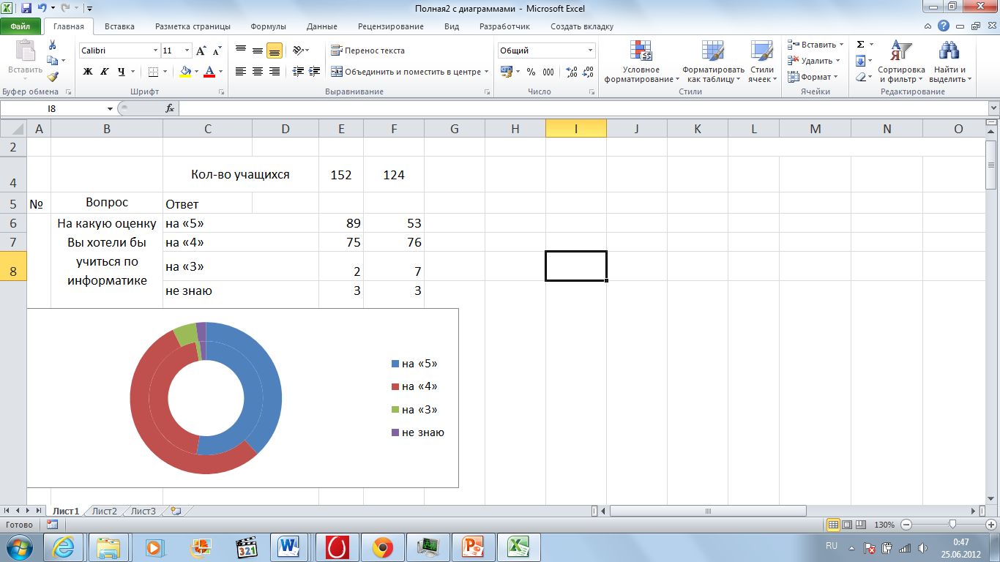 Полная2 с диаграммами - Microsoft Excel
Файл Главная Вставка Разметка страницы Формулы Данные Рецензирование Вид Разработчик Создать вкладку
Вставить
Calibri 11
Ж К Ч
Перенос текста
Объединить и поместить в центре
Общий
% 000
Условное форматирование
Форматировать как таблицу
Стили ячеек
Вставить
Удалить
Формат
Σ
Сортировка и фильтр
Найти и выделить
Буфер обмена Шрифт Выравнивание Число Стили Ячейки Редактирование
I8 fx
A B C D E F G H I J K L M N O
2
4 Кол-во учащихся 152 124
5 № Вопрос Ответ
6 На какую оценку на «5» 89 53
7 Вы хотели бы на «4» 75 76
8 учиться по на «3» 2 7
информатике
не знаю 3 3
на «5»
на «4»
на «3»
не знаю
Лист1 Лист2 Лист3
Готово 130%
321
RU 0:47
25.06.2012